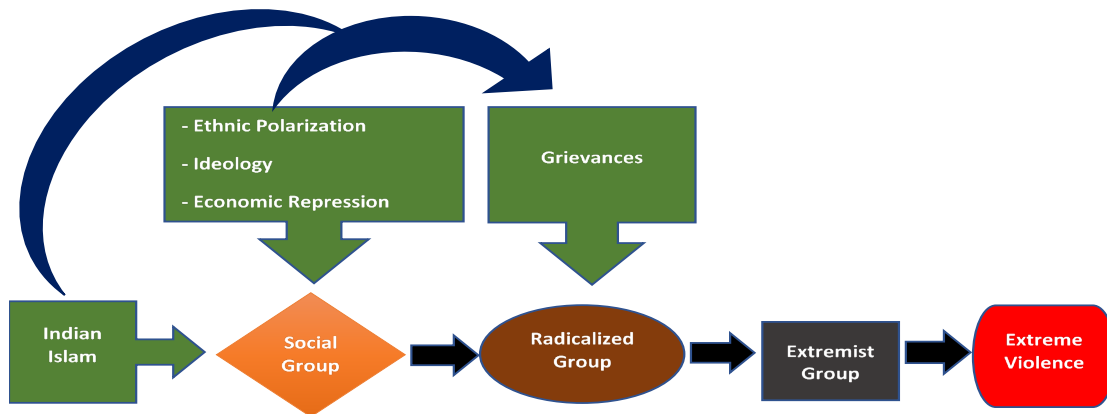 - Ethnic Polarization
- Ideology
- Economic Repression
Grievances
Indian
Islam
Social
Group
Radicalized
Group
Extremist
Group
Extreme
Violence